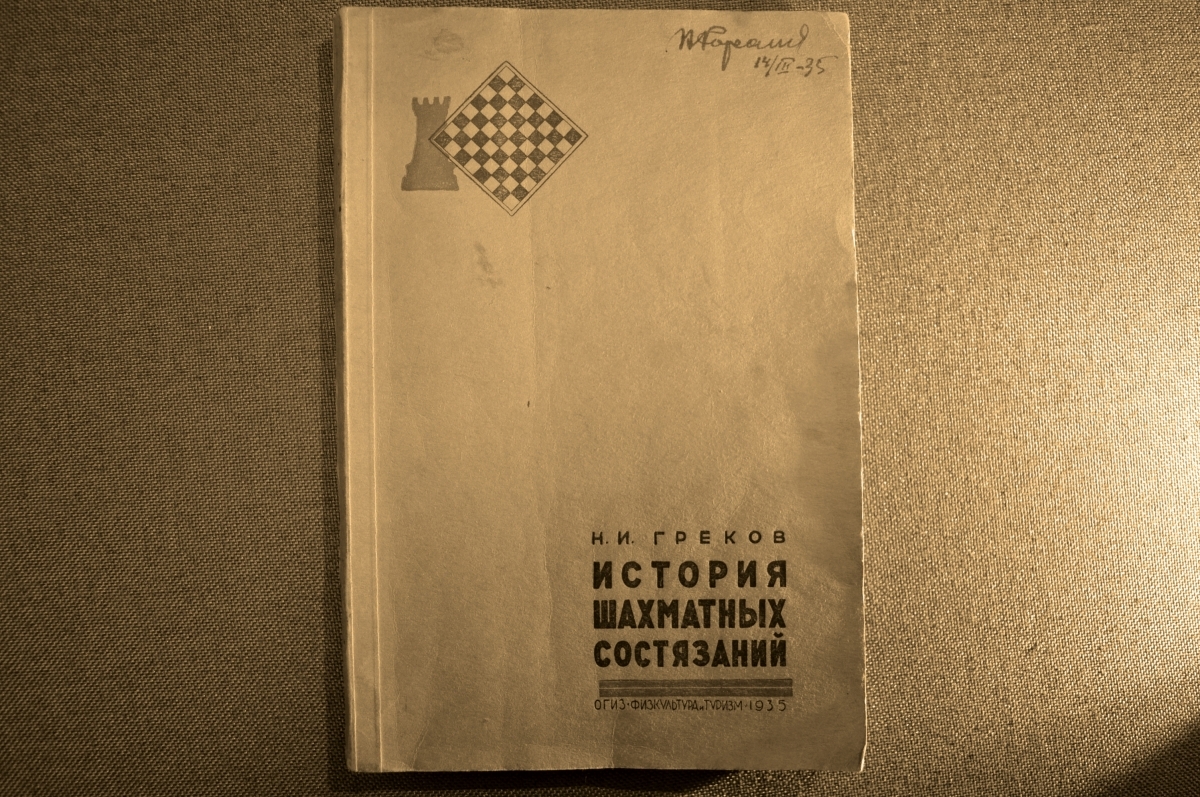 14/III-35
Н. И. ГРЕКОВ
ИСТОРИЯ
ШАХМАТНЫХ
СОСТЯЗАНИЙ
ОГИЗ·ФИЗКУЛЬТУРА и ТУРИЗМ·1935